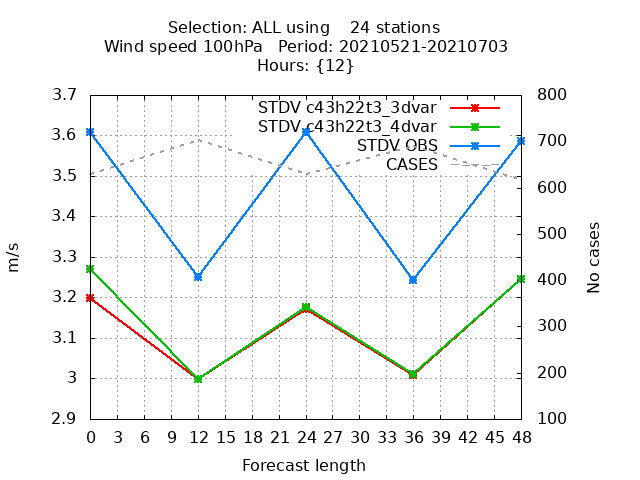 Selection: ALL using    24 stations
Wind speed 100hPa   Period: 20210521-20210703
Hours: {12}
STDV c43h22t3_3dvar
STDV c43h22t3_4dvar
STDV OBS
CASES
3.7
3.6
3.5
3.4
3.3
3.2
3.1
3
2.9
m/s
800
700
600
500
400
300
200
100
No cases
0 3 6 9 12 15 18 21 24 27 30 33 36 39 42 45 48
Forecast length